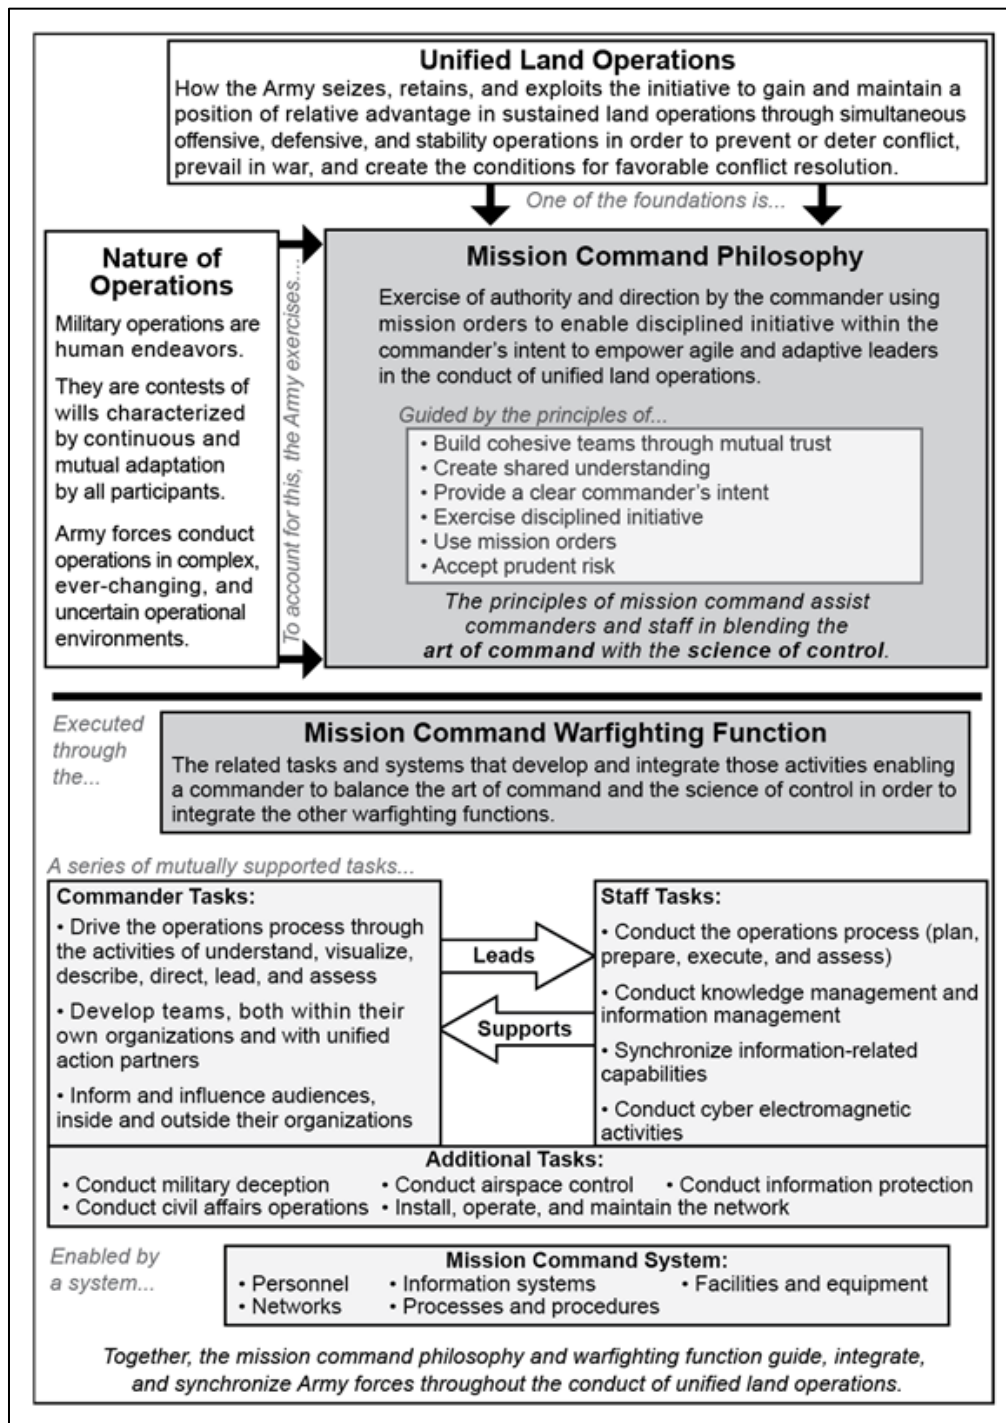 Unified Land Operations
How the Army seizes, retains, and exploits the initiative to gain and maintain a
position of relative advantage in sustained land operations through simultaneous
offensive, defensive, and stability operations in order to prevent or deter conflict,
prevail in war, and create the conditions for favorable conflict resolution.
One of the foundations is...
Nature of
Operations
Military operations are
human endeavors.
They are contests of
wills characterized
by continuous and
mutual adaptation
by all participants.
Army forces conduct
operations in complex,
ever-changing, and
uncertain operational
environments.
To account for this, the Army exercises....
Mission Command Philosophy
Exercise of authority and direction by the commander using
mission orders to enable disciplined initiative within the
commander's intent to empower agile and adaptive leaders
in the conduct of unified land operations.
Guided by the principles of...
• Build cohesive teams through mutual trust
• Create shared understanding
• Provide a clear commander's intent
• Exercise disciplined initiative
• Use mission orders
• Accept prudent risk
The principles of mission command assist
commanders and staff in blending the
art of command with the science of control.
Executed
through
the...
Mission Command Warfighting Function
The related tasks and systems that develop and integrate those activities enabling
a commander to balance the art of command and the science of control in order to
integrate the other warfighting functions.
A series of mutually supported tasks...
Commander Tasks:
• Drive the operations process through
the activities of understand, visualize,
describe, direct, lead, and assess
• Develop teams, both within their
own organizations and with unified
action partners
• Inform and influence audiences,
inside and outside their organizations
Leads
Supports
Staff Tasks:
• Conduct the operations process (plan,
prepare, execute, and assess)
• Conduct knowledge management and
information management
• Synchronize information-related
capabilities
• Conduct cyber electromagnetic
activities
Additional Tasks:
• Conduct military deception • Conduct airspace control • Conduct information protection
• Conduct civil affairs operations • Install, operate, and maintain the network
Enabled by
a system...
Mission Command System:
• Personnel • Information systems • Facilities and equipment
• Networks • Processes and procedures
Together, the mission command philosophy and warfighting function guide, integrate,
and synchronize Army forces throughout the conduct of unified land operations.